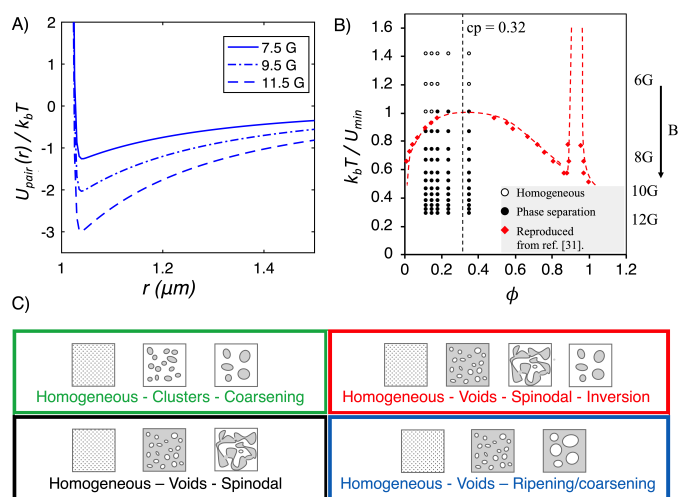 A)
7.5 G
9.5 G
11.5 G
2
1
0
-1
-2
-3
U_pair (r) / k_bT
1
1.2
1.4
r (μm)
B)
cp = 0.32
1.6
1.4
1.2
1
0.8
0.6
0.4
0.2
0
k_bT / U_min
0
0.2
0.4
0.6
0.8
1
1.2
ϕ
Homogeneous
Phase separation
Reproduced
from ref. [31].
6G
B
8G
10G
12G
C)
Homogeneous - Clusters - Coarsening
Homogeneous - Voids - Spinodal - Inversion
Homogeneous – Voids - Spinodal
Homogeneous - Voids – Ripening/coarsening